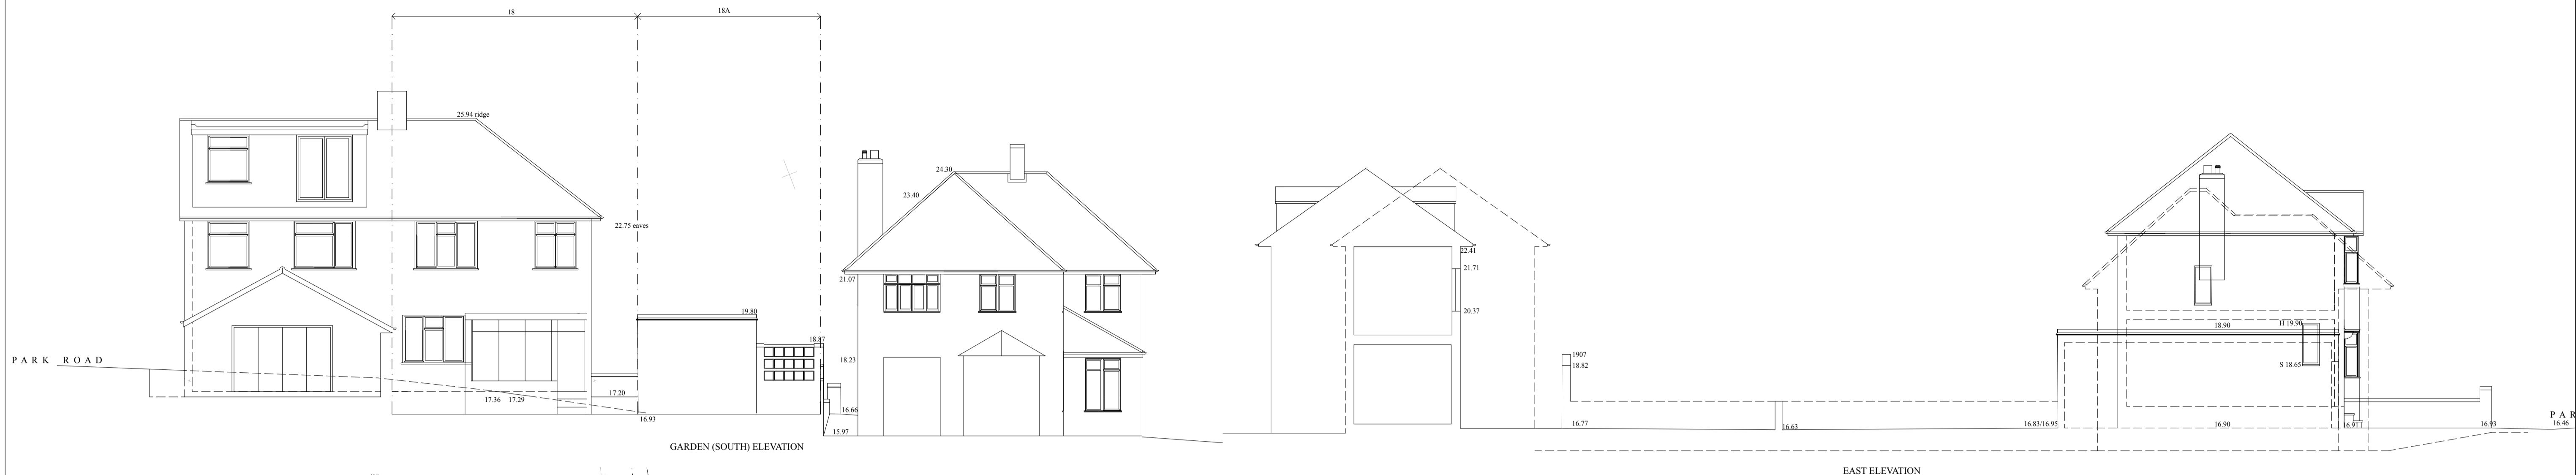 18
18A
25.94 ridge
24.30
23.40
22.75 eaves
22.41
21.07
21.71
20.37
19.80
18.90
H 19.90
18.87
18.23
1907
18.82
S 18.65
PARK ROAD
17.36 17.29
17.20
16.93
16.66
15.97
16.77
16.63
16.83/16.95
16.90
16.91
16.93
PAR
16.46
GARDEN (SOUTH) ELEVATION
EAST ELEVATION